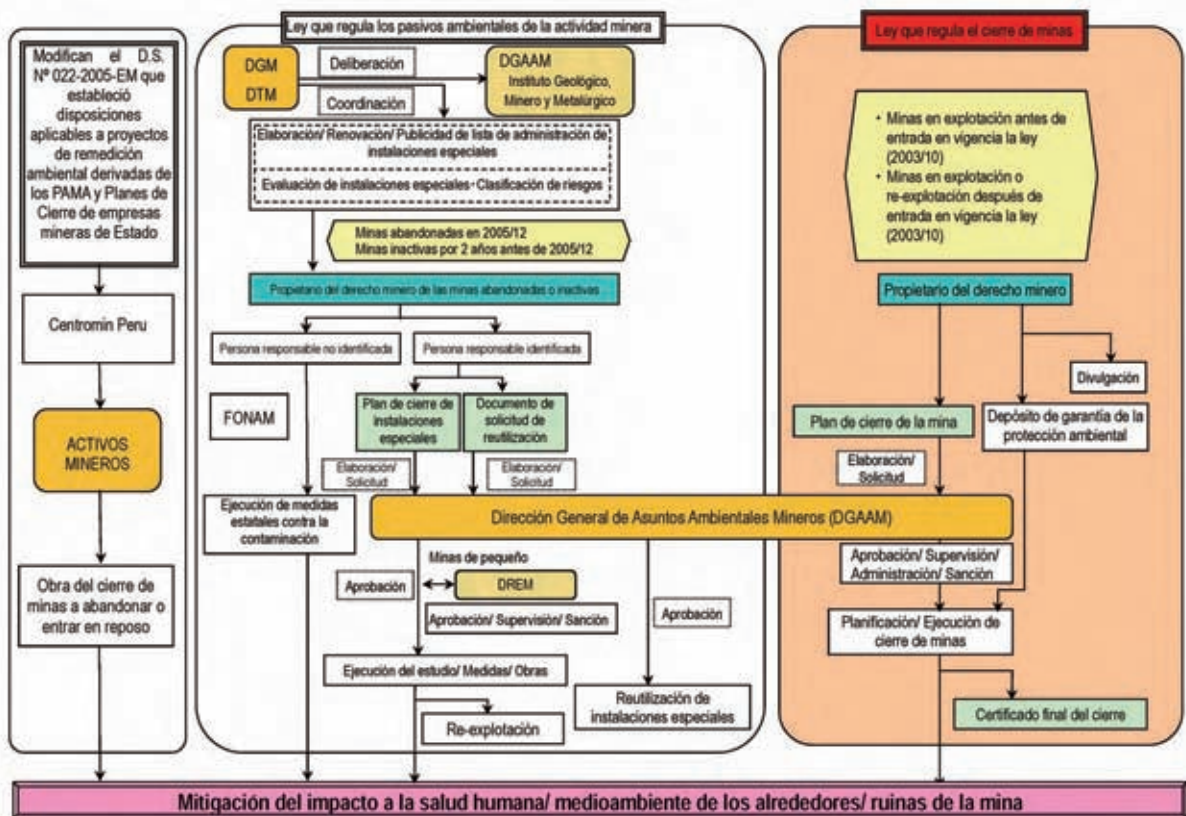 Modifican el D.S.
Nº 022-2005-EM que
estableció
disposiciones
aplicables a proyectos
de remedición
ambiental derivadas de
los PAMA y Planes de
Cierre de empresas
mineras de Estado
Centromin Peru
ACTIVOS
MINEROS
Obra del cierre de
minas a abandonar o
entrar en reposo
Ley que regula los pasivos ambientales de la actividad minera
DGM
DTM
Deliberación
Coordinación
DGAAM
Instituto Geológico,
Minero y Metalúrgico
Elaboración/ Renovación/ Publicidad de lista de administración de
instalaciones especiales
Evaluación de instalaciones especiales・Clasificación de riesgos
Minas abandonadas en 2005/12
Minas inactivas por 2 años antes de 2005/12
Propietario del derecho minero de las minas abandonadas o inactivas
Persona responsable no identificada
Persona responsable identificada
FONAM
Plan de cierre de
instalaciones
especiales
Documento de
solicitud de
reutilización
Elaboración/
Solicitud
Elaboración/
Solicitud
Ejecución de medidas
estatales contra la
contaminación
Dirección General de Asuntos Ambientales Mineros (DGAAM)
Minas de pequeño
Aprobación
DREM
Aprobación/ Supervisión/ Sanción
Aprobación
Ejecución del estudio/ Medidas/ Obras
Re-explotación
Reutilización de
instalaciones especiales
Ley que regula el cierre de minas
・ Minas en explotación antes de
entrada en vigencia la ley
(2003/10)
・ Minas en explotación o
re-explotación después de
entrada en vigencia la ley
(2003/10)
Propietario del derecho minero
Divulgación
Plan de cierre de la mina
Depósito de garantía de la
protección ambiental
Elaboración/
Solicitud
Aprobación/ Supervisión/
Administración/ Sanción
Planificación/ Ejecución de
cierre de minas
Certificado final del cierre
Mitigación del impacto a la salud humana/ medioambiente de los alrededores/ ruinas de la mina